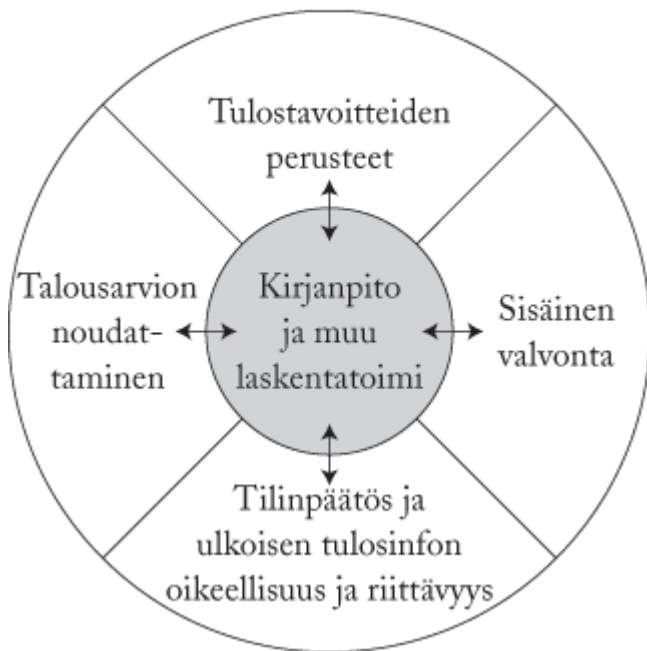 Tulostavoitteiden
perusteet
Talousarvion
noudat-
taminen
Kirjanpito
ja muu
laskentatoimi
Sisäinen
valvonta
Tilinpäätös ja
ulkoisen tulosinfon
oikeellisuus ja riittävyys